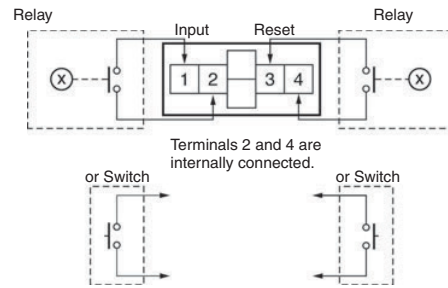 Relay
Relay
Input
Reset
X
1 2 3 4
X
Terminals 2 and 4 are
internally connected.
or Switch
or Switch